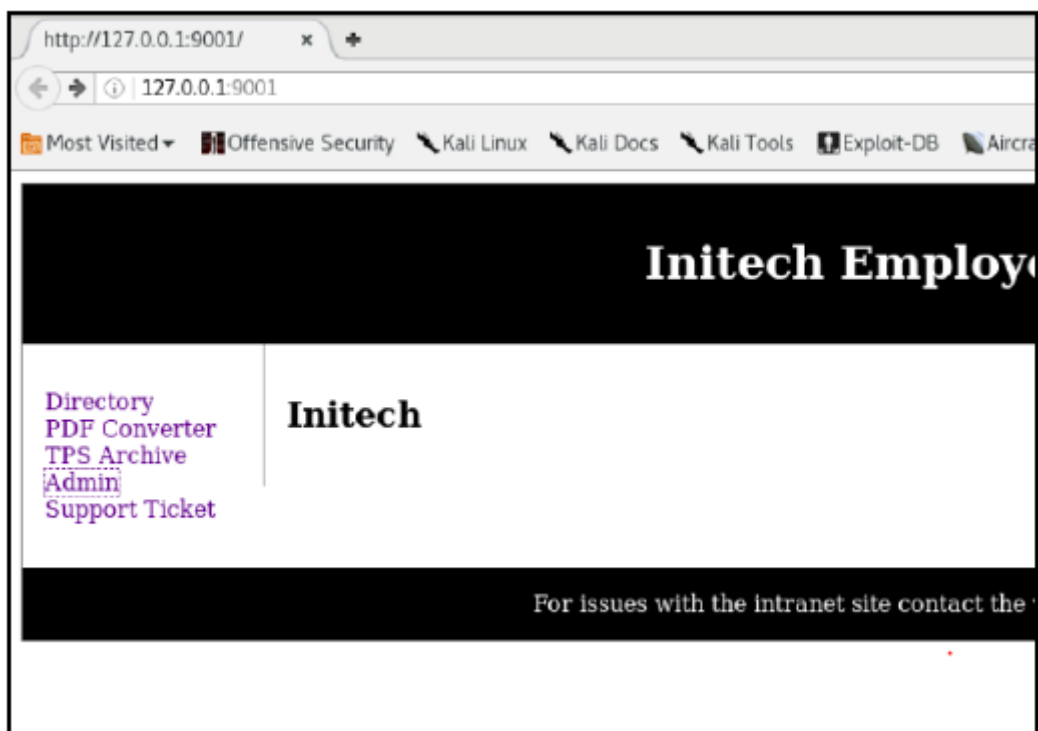 http://127.0.0.1:9001/
127.0.0.1:9001
Most Visited Offensive Security Kali Linux Kali Docs Kali Tools Exploit-DB Aircra
Initech Employe
Directory
PDF Converter
TPS Archive
Admin
Support Ticket
Initech
For issues with the intranet site contact the